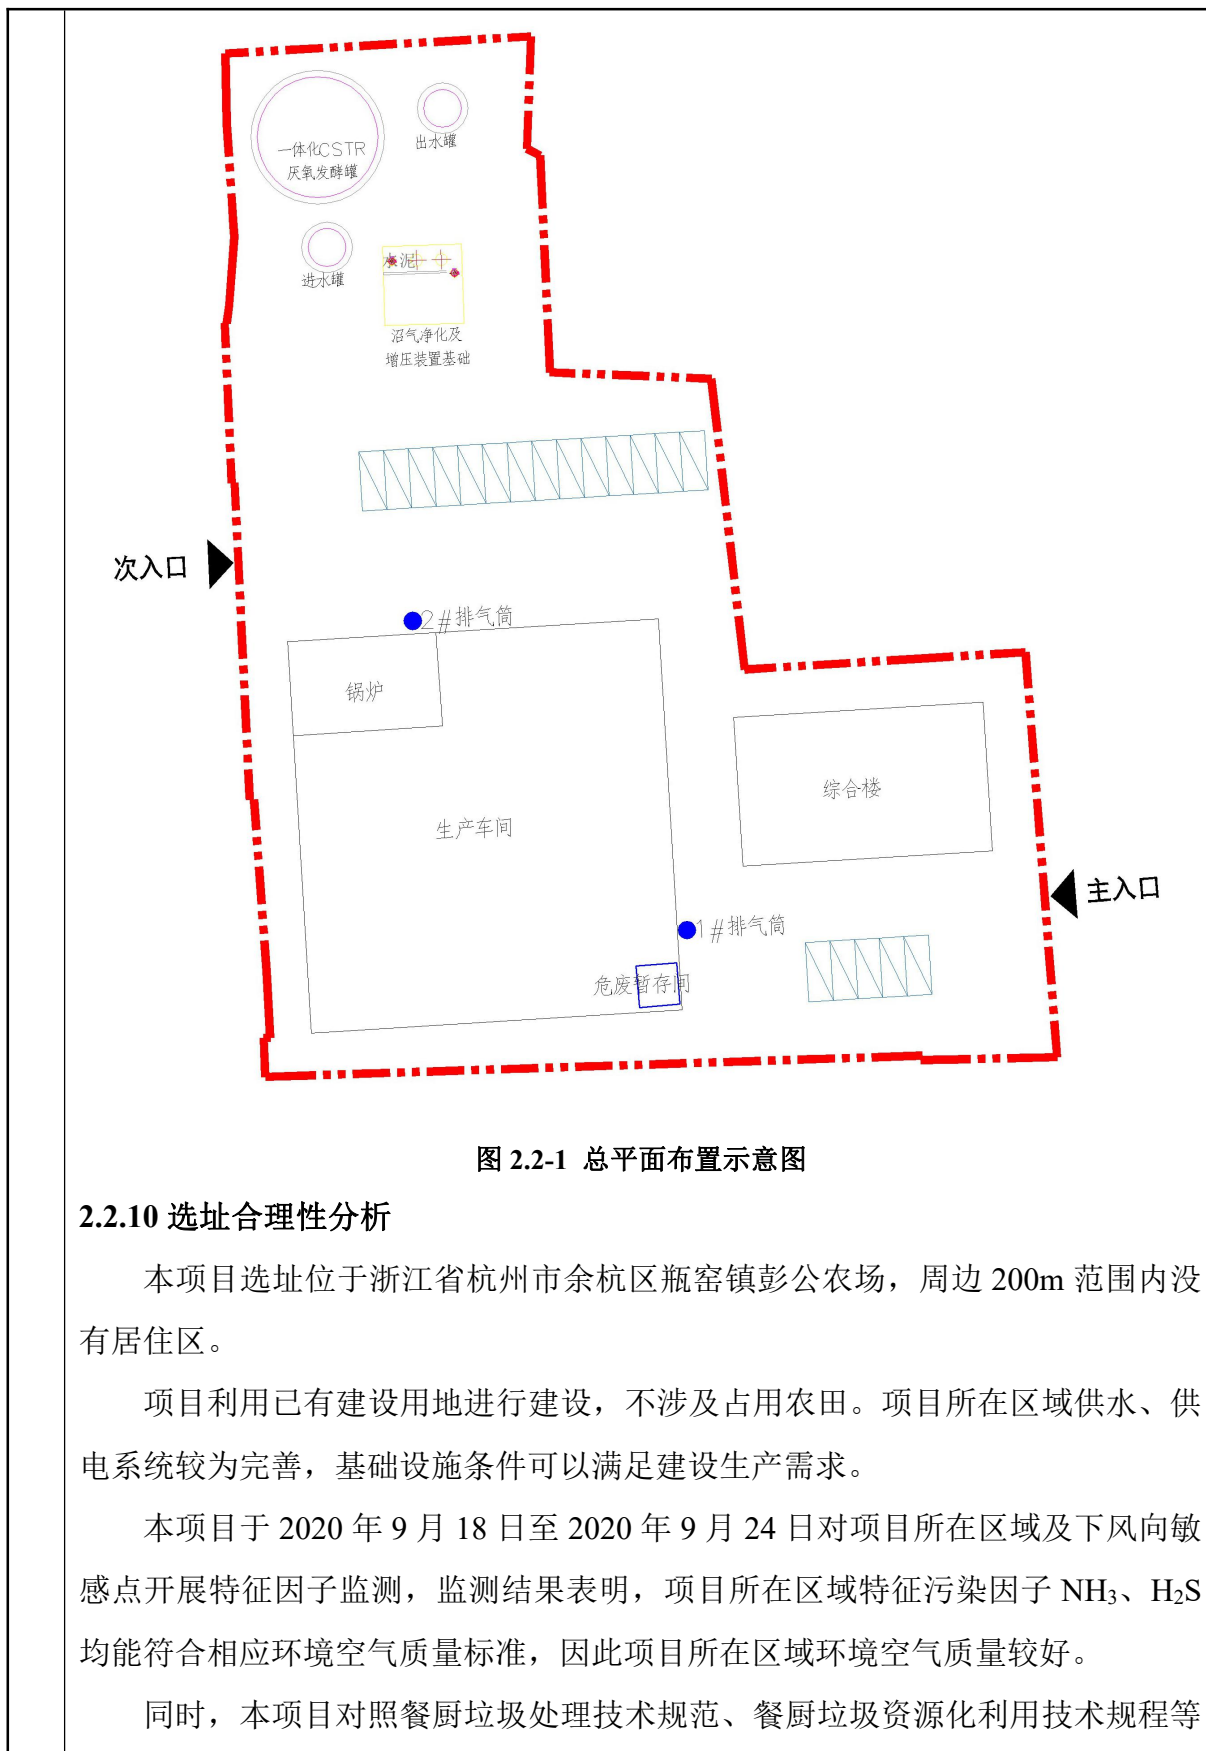 一体化CSTR
厌氧发酵罐
出水罐
进水罐
水泥
沼气净化及
增压装置基础
次入口
2#排气筒
锅炉
生产车间
综合楼
主入口
1#排气筒
危废暂存间
图 2.2-1 总平面布置示意图
2.2.10 选址合理性分析
本项目选址位于浙江省杭州市余杭区瓶窑镇彭公农场，周边 200m 范围内没
有居住区。
项目利用已有建设用地进行建设，不涉及占用农田。项目所在区域供水、供
电系统较为完善，基础设施条件可以满足建设生产需求。
本项目于 2020 年 9 月 18 日至 2020 年 9 月 24 日对项目所在区域及下风向敏
感点开展特征因子监测，监测结果表明，项目所在区域特征污染因子 NH₃、H₂S
均能符合相应环境空气质量标准，因此项目所在区域环境空气质量较好。
同时，本项目对照餐厨垃圾处理技术规范、餐厨垃圾资源化利用技术规程等